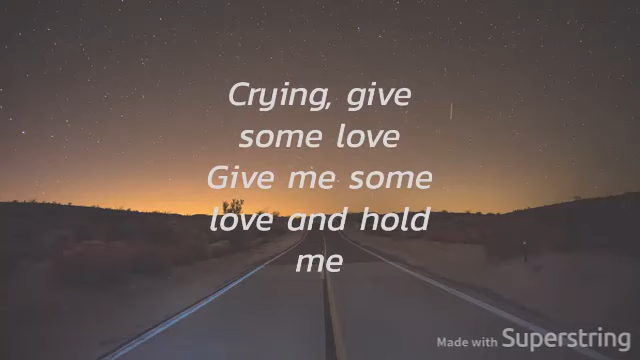 Crying, give
some love
Give me some
love and hold
me
Made with Superstring